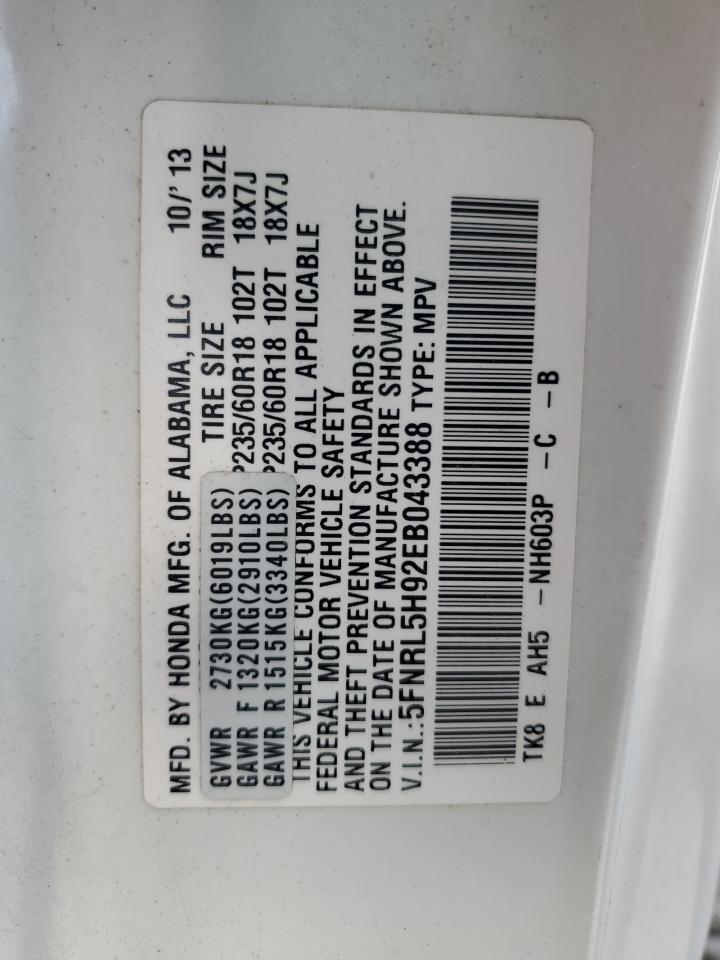 MFD. BY HONDA MFG. OF ALABAMA, LLC 10/'13
GVWR 2730KG(6019LBS) TIRE SIZE RIM SIZE
GAWR F 1320KG(2910LBS) P235/60R18 102T 18X7J
GAWR R 1515KG(3340LBS) P235/60R18 102T 18X7J
THIS VEHICLE CONFORMS TO ALL APPLICABLE
FEDERAL MOTOR VEHICLE SAFETY
AND THEFT PREVENTION STANDARDS IN EFFECT
ON THE DATE OF MANUFACTURE SHOWN ABOVE.
V.I.N.:5FNRL5H92EB043388 TYPE: MPV
TK8 E AH5 -NH603P -C -B